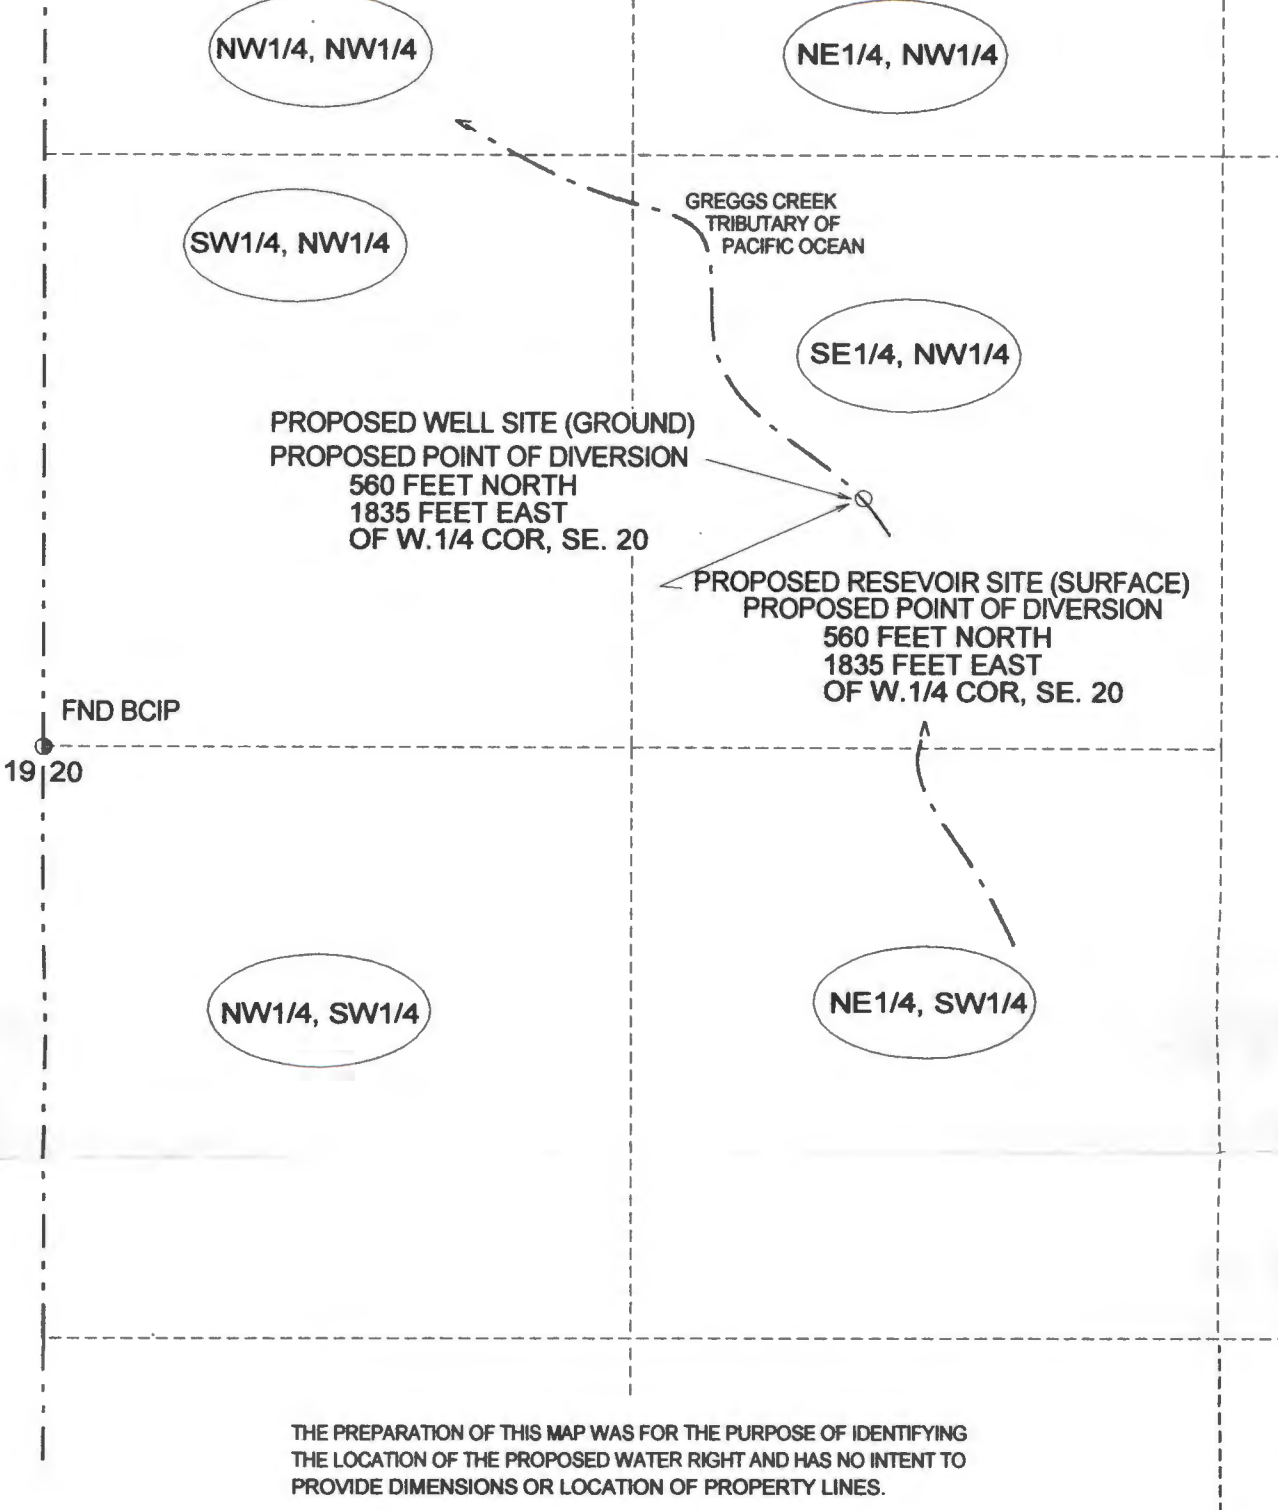 NW1/4, NW1/4
NE1/4, NW1/4
GREGGS CREEK
TRIBUTARY OF
PACIFIC OCEAN
SW1/4, NW1/4
SE1/4, NW1/4
PROPOSED WELL SITE (GROUND)
PROPOSED POINT OF DIVERSION
560 FEET NORTH
1835 FEET EAST
OF W.1/4 COR, SE. 20
PROPOSED RESEVOIR SITE (SURFACE)
PROPOSED POINT OF DIVERSION
560 FEET NORTH
1835 FEET EAST
OF W.1/4 COR, SE. 20
FND BCIP
19 20
NW1/4, SW1/4
NE1/4, SW1/4
THE PREPARATION OF THIS MAP WAS FOR THE PURPOSE OF IDENTIFYING
THE LOCATION OF THE PROPOSED WATER RIGHT AND HAS NO INTENT TO
PROVIDE DIMENSIONS OR LOCATION OF PROPERTY LINES.